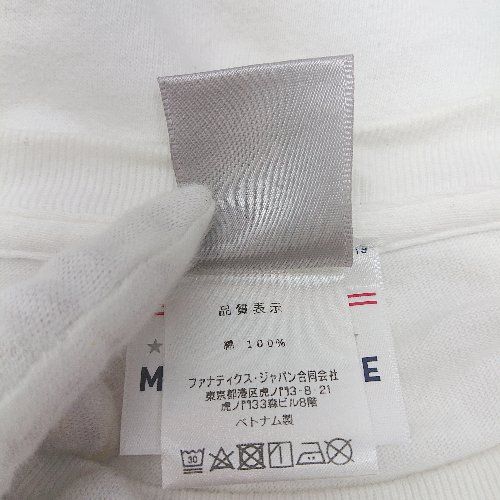 品質表示
綿 100%
ファナティクス・ジャパン合同会社
東京都港区虎ノ門3-8-21
虎ノ門33森ビル8階
ベトナム製
30
19
M E